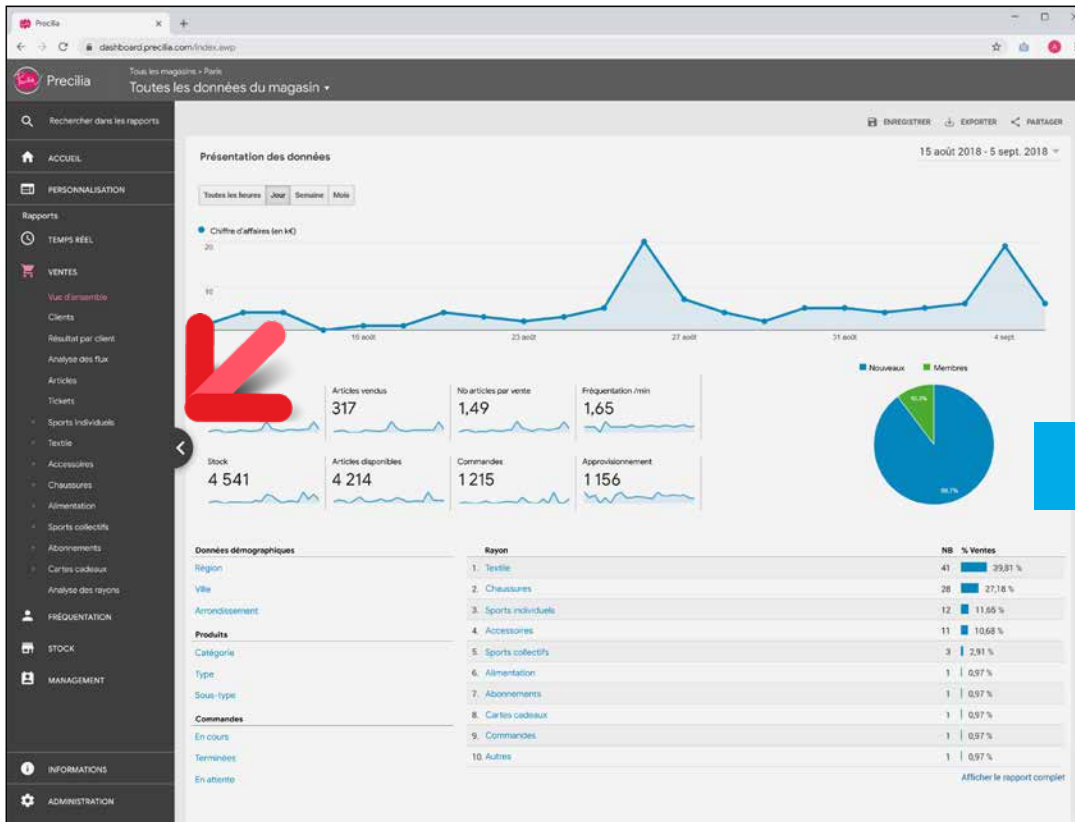 Precilia
dashboard.precilia.com/index.awp
Precilia
Tous les magasins > Paris
Toutes les données du magasin
Rechercher dans les rapports
ENREGISTRER EXPORTER PARTAGER
ACCUEIL
PERSONNALISATION
Rapports
TEMPS RÉEL
VENTES
Vue d'ensemble
Clients
Résultat par client
Analyse des flux
Articles
Tickets
Sports individuels
Textile
Accessoires
Chaussures
Alimentation
Sports collectifs
Abonnements
Cartes cadeaux
Analyse des rayons
FRÉQUENTATION
STOCK
MANAGEMENT
INFORMATIONS
ADMINISTRATION
Présentation des données
15 août 2018 - 5 sept. 2018
Toutes les heures Jour Semaine Mois
Chiffre d'affaires (en k€)
20
10
19 août 23 août 27 août 31 août 4 sept.
Nouveaux Membres
Articles vendus Nb articles par vente Fréquentation /min
317 1,49 1,65
Stock Articles disponibles Commandes Approvisionnement
4 541 4 214 1 215 1 156
Données démographiques
Région
Ville
Arrondissement
Produits
Catégorie
Type
Sous-type
Commandes
En cours
Terminées
En attente
Rayon NB % Ventes
1. Textile 41 39,81 %
2. Chaussures 28 27,18 %
3. Sports individuels 12 11,65 %
4. Accessoires 11 10,68 %
5. Sports collectifs 3 2,91 %
6. Alimentation 1 0,97 %
7. Abonnements 1 0,97 %
8. Cartes cadeaux 1 0,97 %
9. Commandes 1 0,97 %
10. Autres 1 0,97 %
Afficher le rapport complet